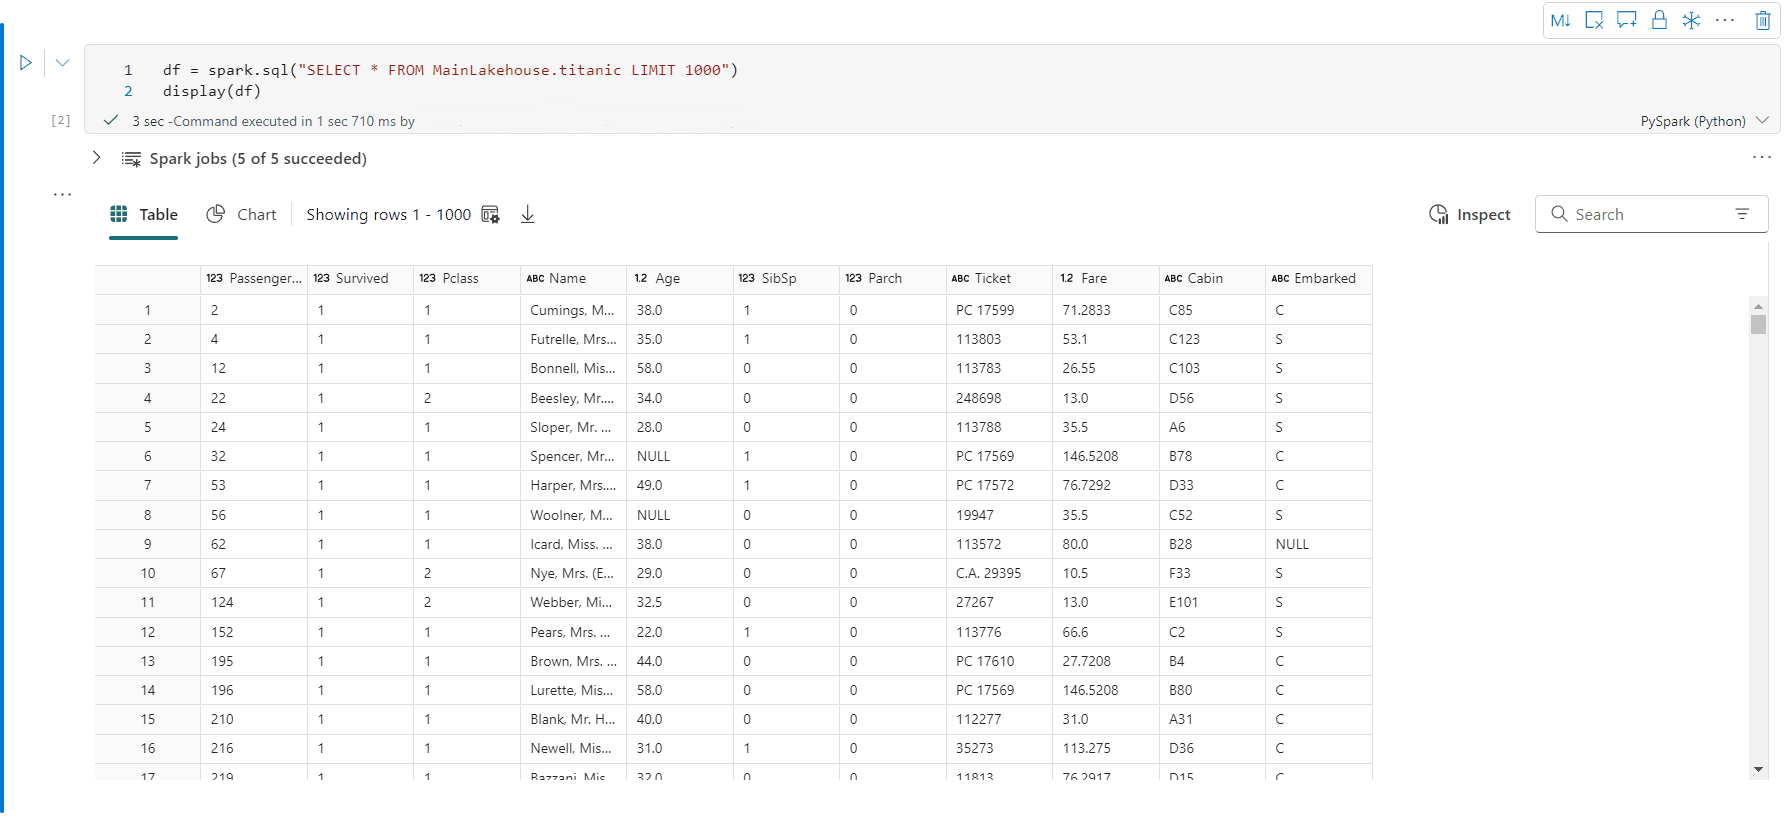 M↓
1 df = spark.sql("SELECT * FROM MainLakehouse.titanic LIMIT 1000")
2 display(df)
[2] 3 sec -Command executed in 1 sec 710 ms by PySpark (Python)
Spark jobs (5 of 5 succeeded)
Table Chart Showing rows 1 - 1000 Inspect Search
123 Passenger... 123 Survived 123 Pclass ABC Name 1.2 Age 123 SibSp 123 Parch ABC Ticket 1.2 Fare ABC Cabin ABC Embarked
1 2 1 1 Cumings, M... 38.0 1 0 PC 17599 71.2833 C85 C
2 4 1 1 Futrelle, Mrs... 35.0 1 0 113803 53.1 C123 S
3 12 1 1 Bonnell, Mis... 58.0 0 0 113783 26.55 C103 S
4 22 1 2 Beesley, Mr.... 34.0 0 0 248698 13.0 D56 S
5 24 1 1 Sloper, Mr. ... 28.0 0 0 113788 35.5 A6 S
6 32 1 1 Spencer, Mr... NULL 1 0 PC 17569 146.5208 B78 C
7 53 1 1 Harper, Mrs.... 49.0 1 0 PC 17572 76.7292 D33 C
8 56 1 1 Woolner, M... NULL 0 0 19947 35.5 C52 S
9 62 1 1 Icard, Miss. ... 38.0 0 0 113572 80.0 B28 NULL
10 67 1 2 Nye, Mrs. (E... 29.0 0 0 C.A. 29395 10.5 F33 S
11 124 1 2 Webber, Mi... 32.5 0 0 27267 13.0 E101 S
12 152 1 1 Pears, Mrs. ... 22.0 1 0 113776 66.6 C2 S
13 195 1 1 Brown, Mrs. ... 44.0 0 0 PC 17610 27.7208 B4 C
14 196 1 1 Lurette, Mis... 58.0 0 0 PC 17569 146.5208 B80 C
15 210 1 1 Blank, Mr. H... 40.0 0 0 112277 31.0 A31 C
16 216 1 1 Newell, Mis... 31.0 1 0 35273 113.275 D36 C
17 219 1 1 Bazzani, Mis... 32.0 0 0 11813 76.2917 D15 C